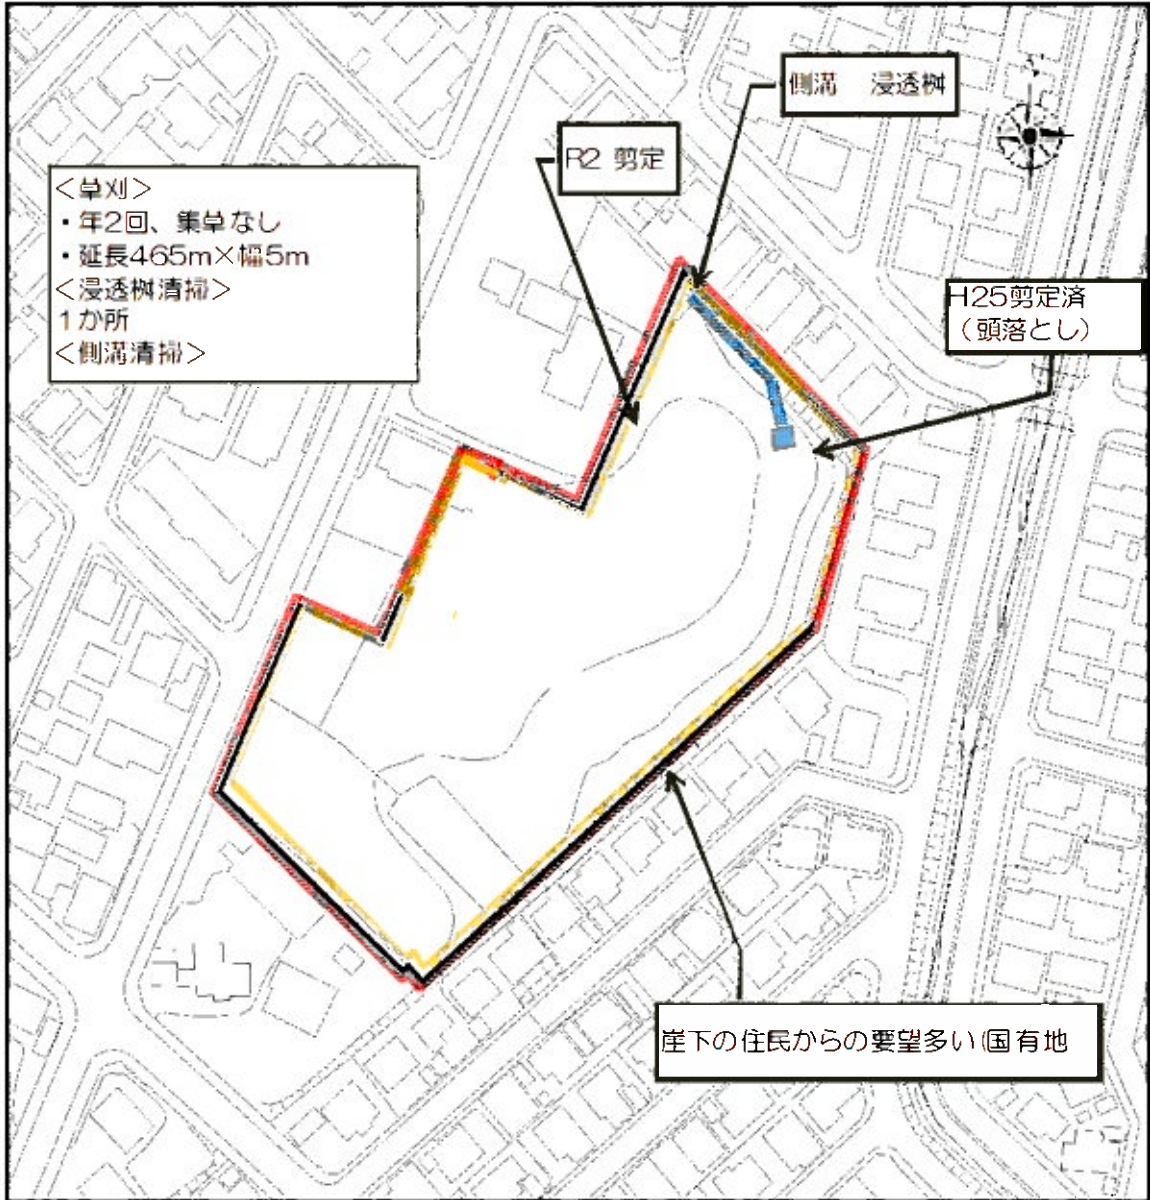 側溝　浸透桝
R2 剪定
<草刈>
・年2回、集草なし
・延長465m×幅5m
<浸透桝清掃>
1か所
<側溝清掃>
H25剪定済
（頭落とし）
崖下の住民からの要望多い(国有地